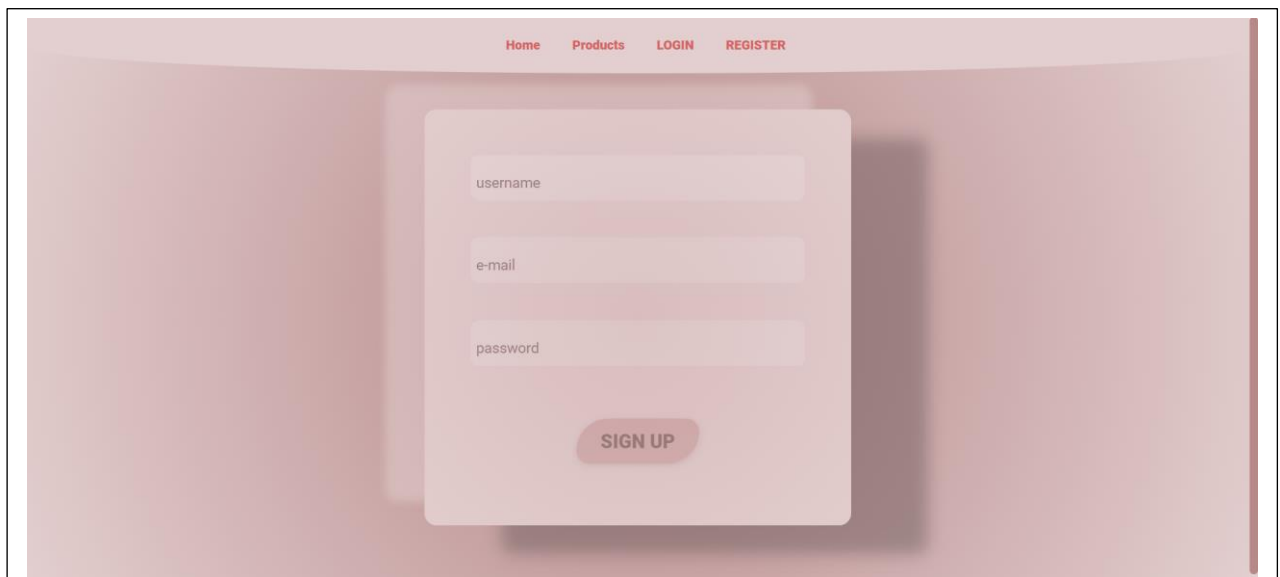 Home Products LOGIN REGISTER
username
e-mail
password
SIGN UP